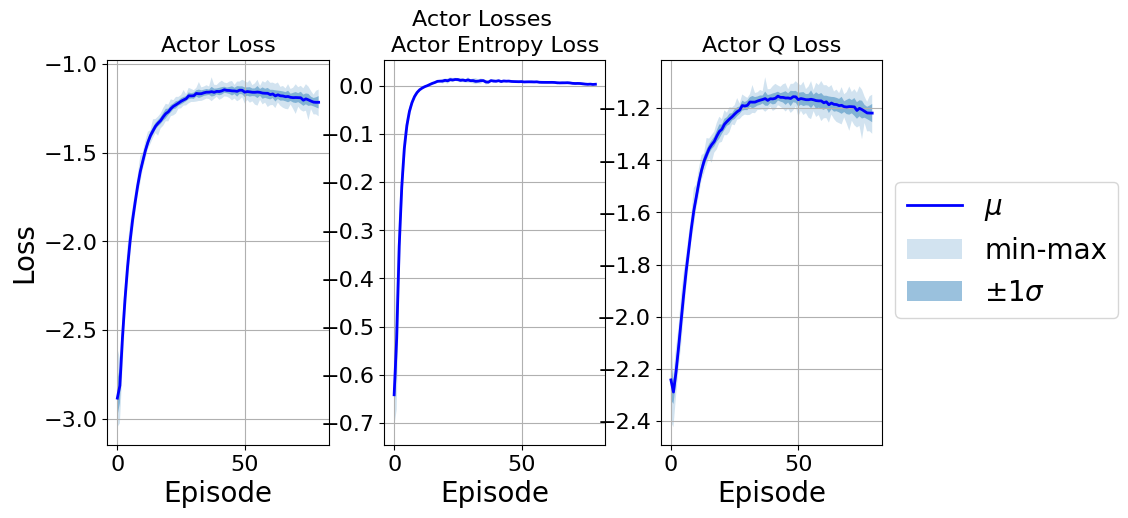 Actor Losses
Actor Loss
Actor Entropy Loss
Actor Q Loss
Loss
−1.0
−1.5
−2.0
−2.5
−3.0
0 50
Episode
0.0
−0.1
−0.2
−0.3
−0.4
−0.5
−0.6
−0.7
0 50
Episode
−1.2
−1.4
−1.6
−1.8
−2.0
−2.2
−2.4
0 50
Episode
μ
min-max
±1σ